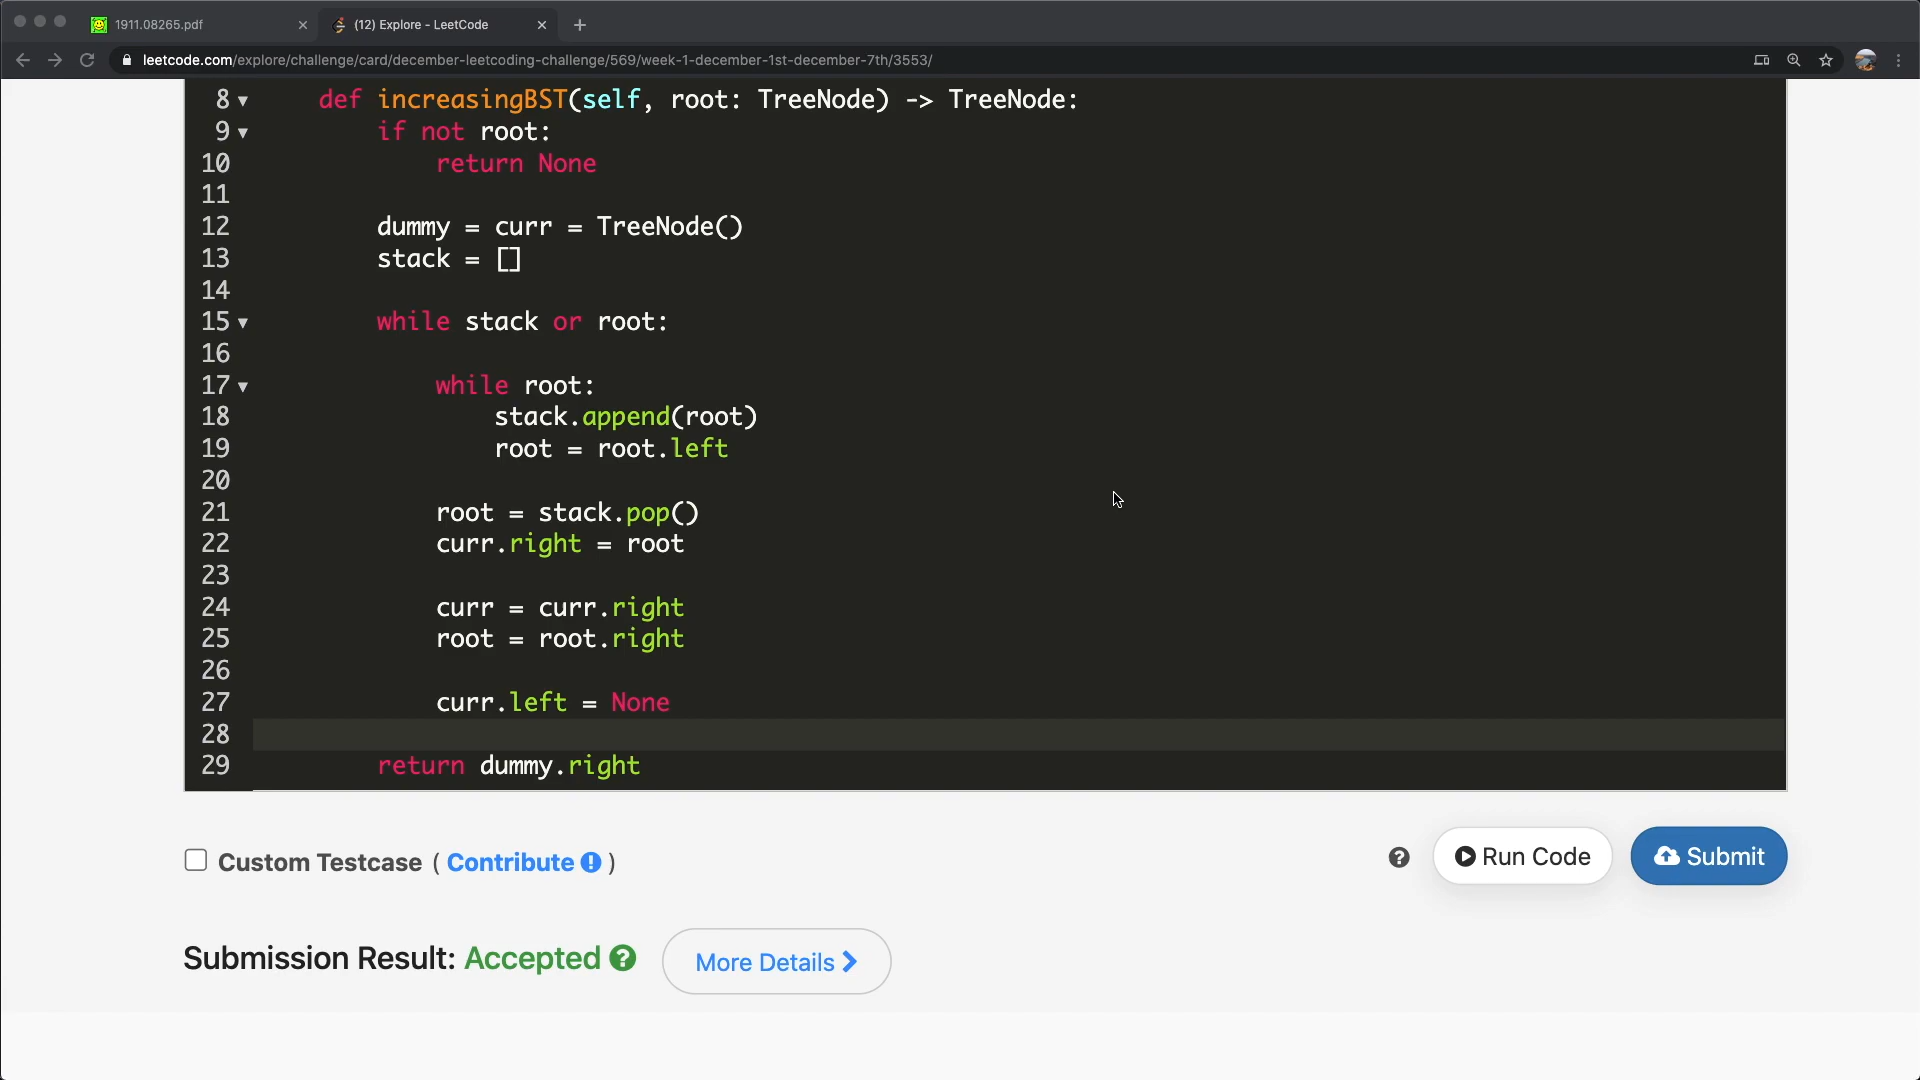 1911.08265.pdf
(12) Explore - LeetCode
leetcode.com/explore/challenge/card/december-leetcoding-challenge/569/week-1-december-1st-december-7th/3553/
8 def increasingBST(self, root: TreeNode) -> TreeNode:
9 if not root:
10 return None
11
12 dummy = curr = TreeNode()
13 stack = []
14
15 while stack or root:
16
17 while root:
18 stack.append(root)
19 root = root.left
20
21 root = stack.pop()
22 curr.right = root
23
24 curr = curr.right
25 root = root.right
26
27 curr.left = None
28
29 return dummy.right
Custom Testcase ( Contribute )
Run Code
Submit
Submission Result: Accepted
More Details